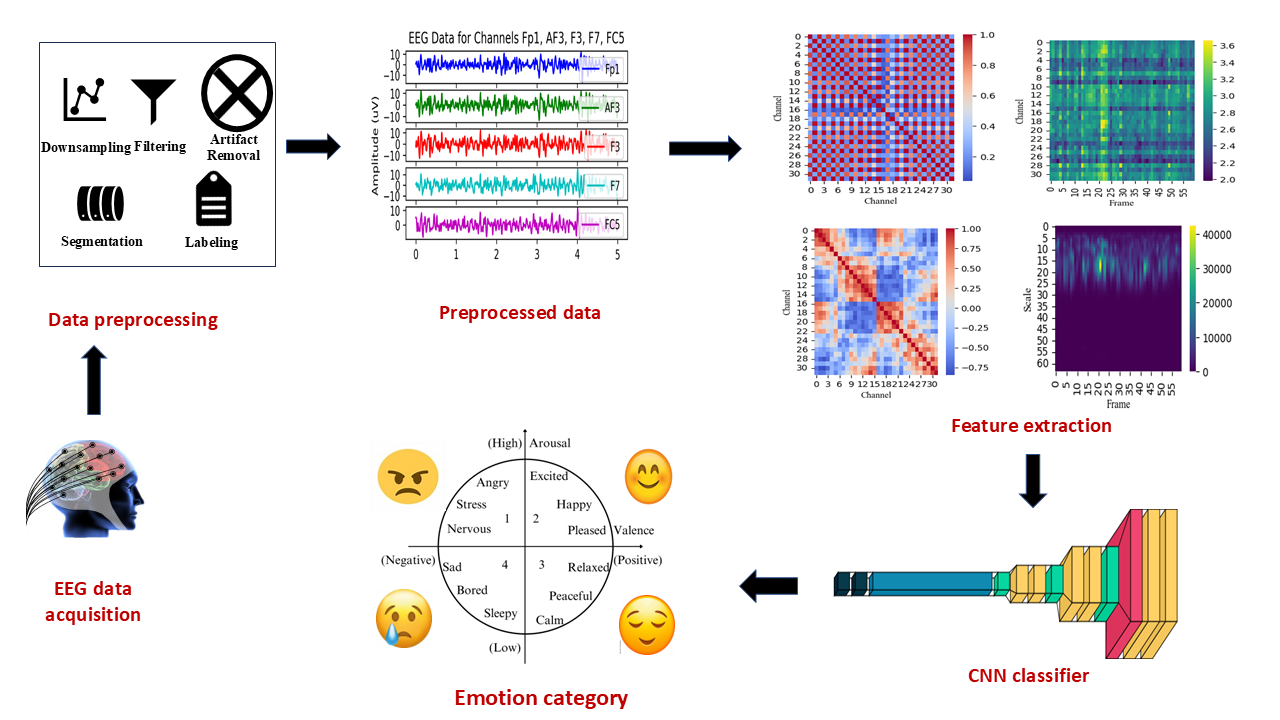 Downsampling
Filtering
Artifact
Removal
Segmentation
Labeling
Data preprocessing
EEG data
acquisition
EEG Data for Channels Fp1, AF3, F3, F7, FC5
Amplitude (uV)
10
0
−10
Fp1
10
0
−10
AF3
10
0
−10
F3
10
0
−10
F7
10
0
FC5
0 1 2 3 4 5
Preprocessed data
Channel
0
2
4
6
8
10
12
14
16
18
20
22
24
26
28
30
0 3 6 9 12 15 18 21 24 27 30
Channel
1.0
0.8
0.6
0.4
0.2
Channel
0
2
4
6
8
10
12
14
16
18
20
22
24
26
28
30
0 5 10 15 20 25 30 35 40 45 50 55
Frame
3.6
3.4
3.2
3.0
2.8
2.6
2.4
2.2
2.0
Channel
0
2
4
6
8
10
12
14
16
18
20
22
24
26
28
30
0 3 6 9 12 15 18 21 24 27 30
Channel
1.00
0.75
0.50
0.25
0.00
−0.25
−0.50
−0.75
Scale
0
5
10
15
20
25
30
35
40
45
50
55
60
0 5 10 15 20 25 30 35 40 45 50 55
Frame
40000
30000
20000
10000
0
Feature extraction
CNN classifier
(High) Arousal
Angry Excited
Stress Happy
1 2
Nervous Pleased Valence
(Negative) (Positive)
Sad 4 3 Relaxed
Bored Peaceful
Sleepy Calm
(Low)
Emotion category